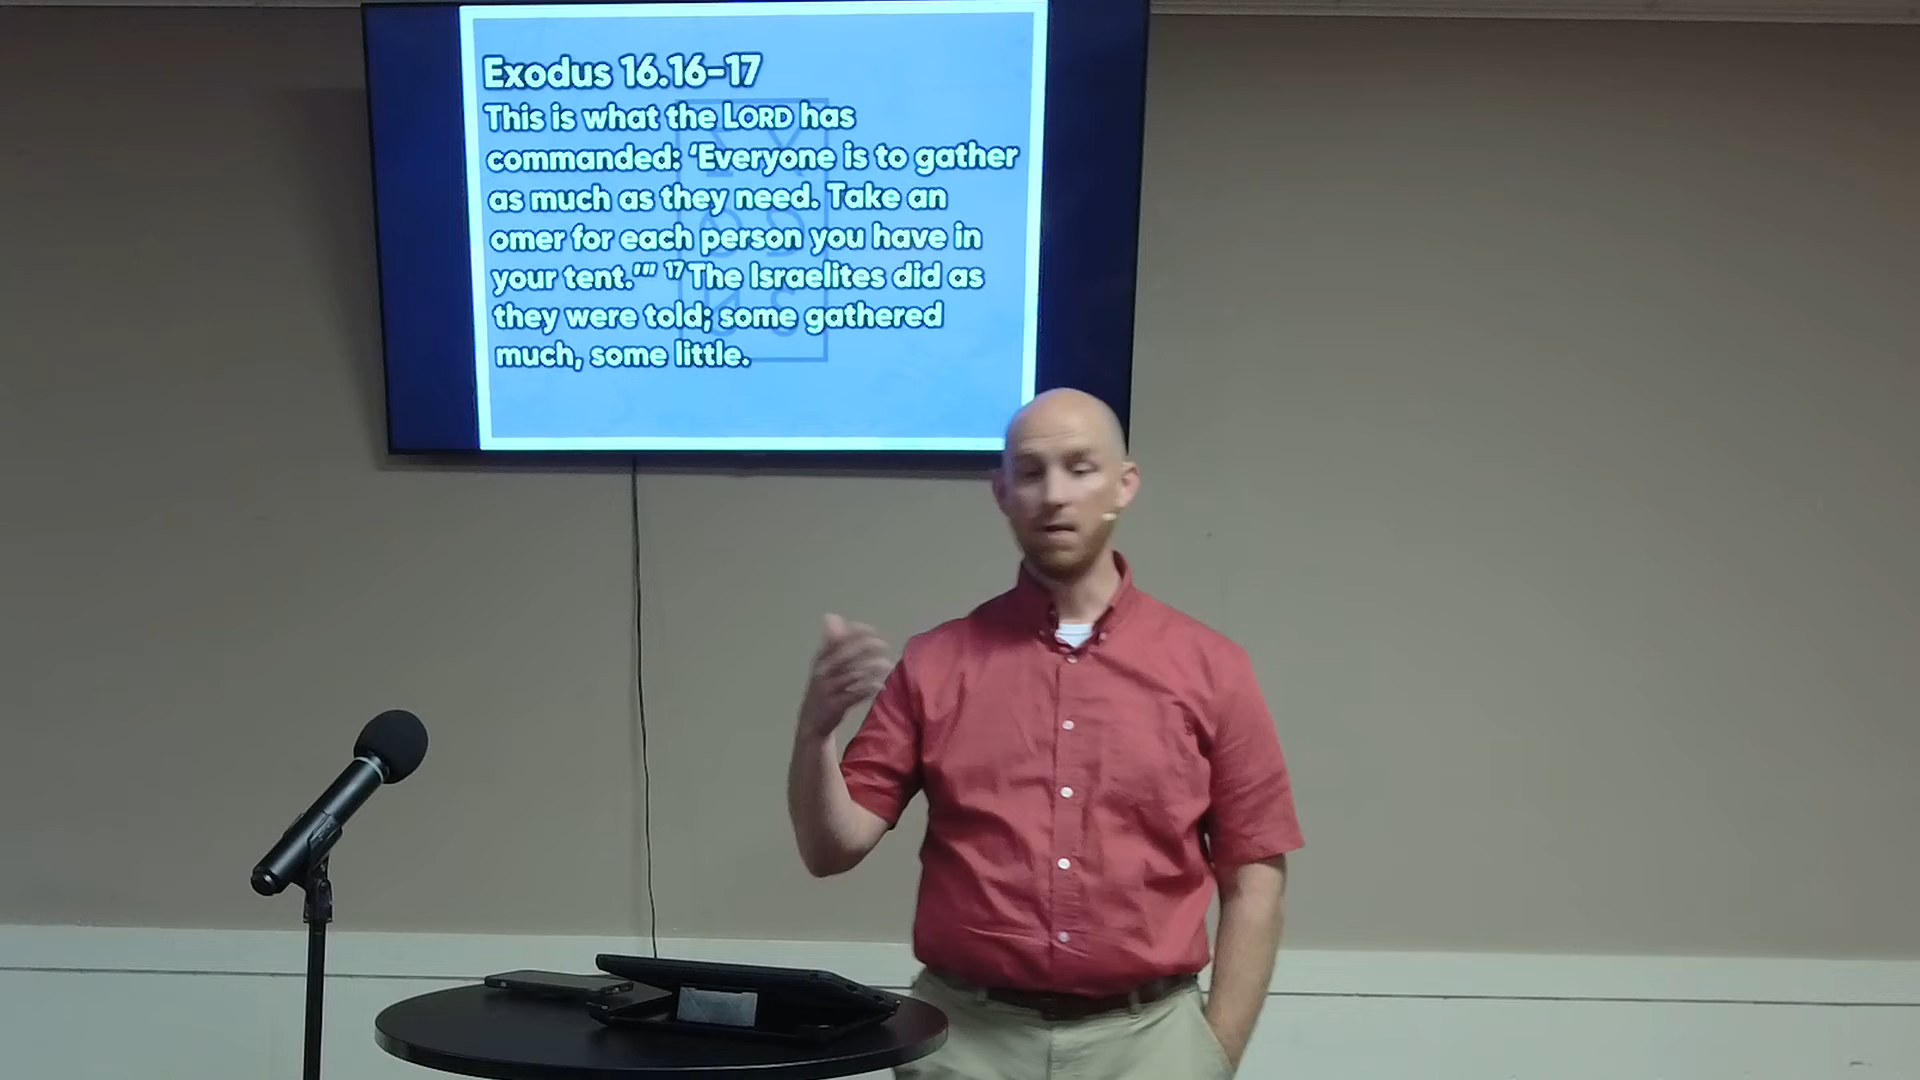 Exodus 16.16-17
This is what the LORD has
commanded: ‘Everyone is to gather
as much as they need. Take an
omer for each person you have in
your tent.’” 17 The Israelites did as
they were told; some gathered
much, some little.